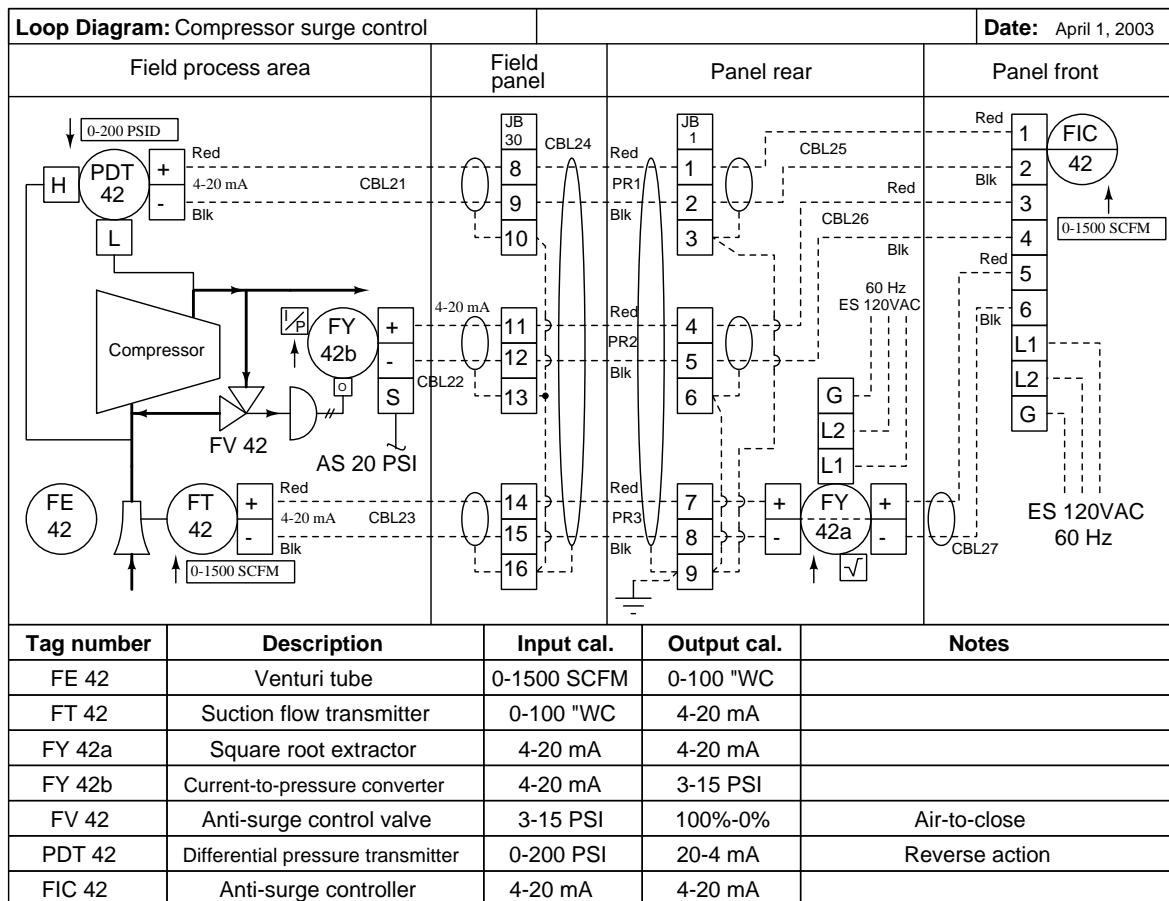 Loop Diagram: Compressor surge control
Date: April 1, 2003
Field process area
Field panel
Panel rear
Panel front
0-200 PSID
H
PDT 42
+
-
L
Red
4-20 mA
Blk
CBL21
JB 30
8
9
10
CBL24
Red
PR1
Blk
JB 1
1
2
3
CBL25
Red
Blk
Red
CBL26
Blk
Red
Blk
1
2
3
4
5
6
L1
L2
G
FIC 42
0-1500 SCFM
Compressor
I/P
FY 42b
O
+
-
S
4-20 mA
CBL22
11
12
13
Red
PR2
Blk
4
5
6
60 Hz
ES 120VAC
G
L2
L1
FV 42
AS 20 PSI
FE 42
FT 42
+
-
Red
4-20 mA
Blk
CBL23
0-1500 SCFM
14
15
16
Red
PR3
Blk
7
8
9
+
-
FY 42a
+
-
√
CBL27
ES 120VAC
60 Hz
Tag number Description Input cal. Output cal. Notes
FE 42 Venturi tube 0-1500 SCFM 0-100 "WC
FT 42 Suction flow transmitter 0-100 "WC 4-20 mA
FY 42a Square root extractor 4-20 mA 4-20 mA
FY 42b Current-to-pressure converter 4-20 mA 3-15 PSI
FV 42 Anti-surge control valve 3-15 PSI 100%-0% Air-to-close
PDT 42 Differential pressure transmitter 0-200 PSI 20-4 mA Reverse action
FIC 42 Anti-surge controller 4-20 mA 4-20 mA